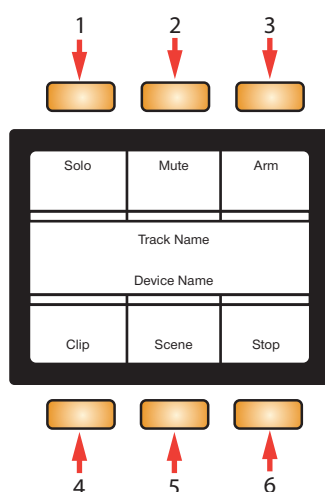 1 2 3
Solo Mute Arm
Track Name
Device Name
Clip Scene Stop
4 5 6